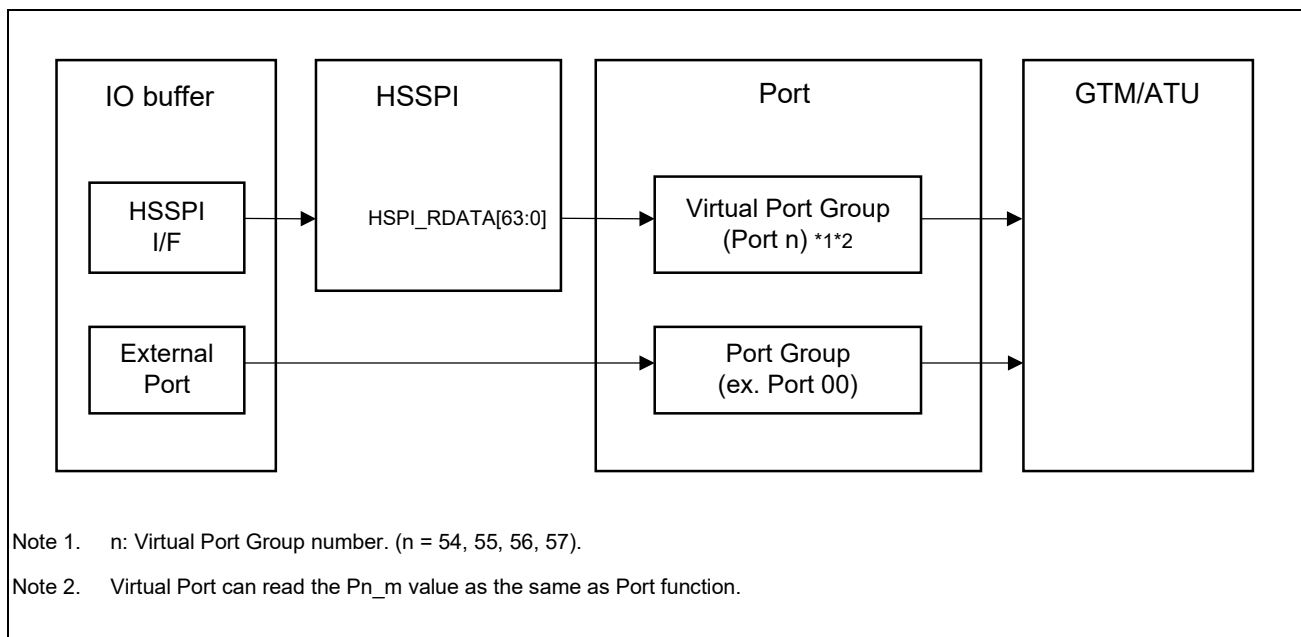 IO buffer
HSSPI
Port
GTM/ATU
HSSPI
I/F
HSPI_RDATA[63:0]
Virtual Port Group
(Port n) *1*2
External
Port
Port Group
(ex. Port 00)
Note 1. n: Virtual Port Group number. (n = 54, 55, 56, 57).
Note 2. Virtual Port can read the Pn_m value as the same as Port function.